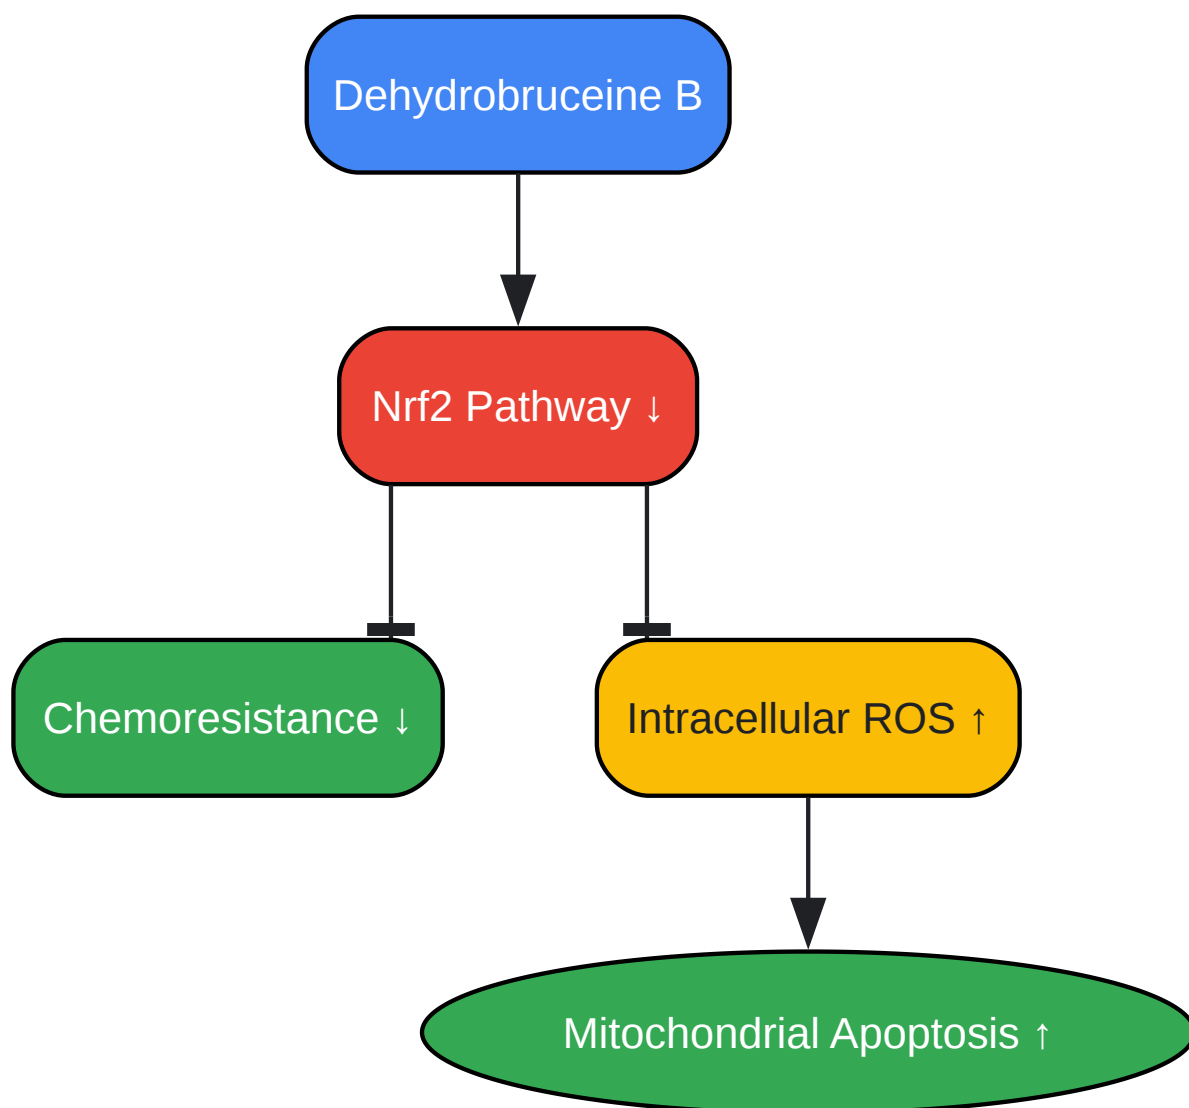 Dehydrobruceine B
Nrf2 Pathway ↓
Chemoresistance ↓
Intracellular ROS ↑
Mitochondrial Apoptosis ↑